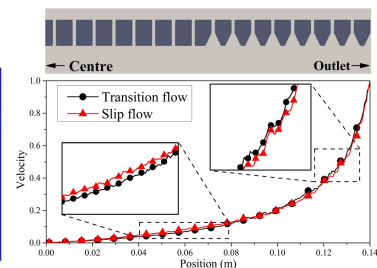 ← Centre Outlet→
1.0
Transition flow
Slip flow
0.8
0.6
0.4
0.2
0.0
Velocity
0.00 0.02 0.04 0.06 0.08 0.10 0.12 0.14
Position (m)